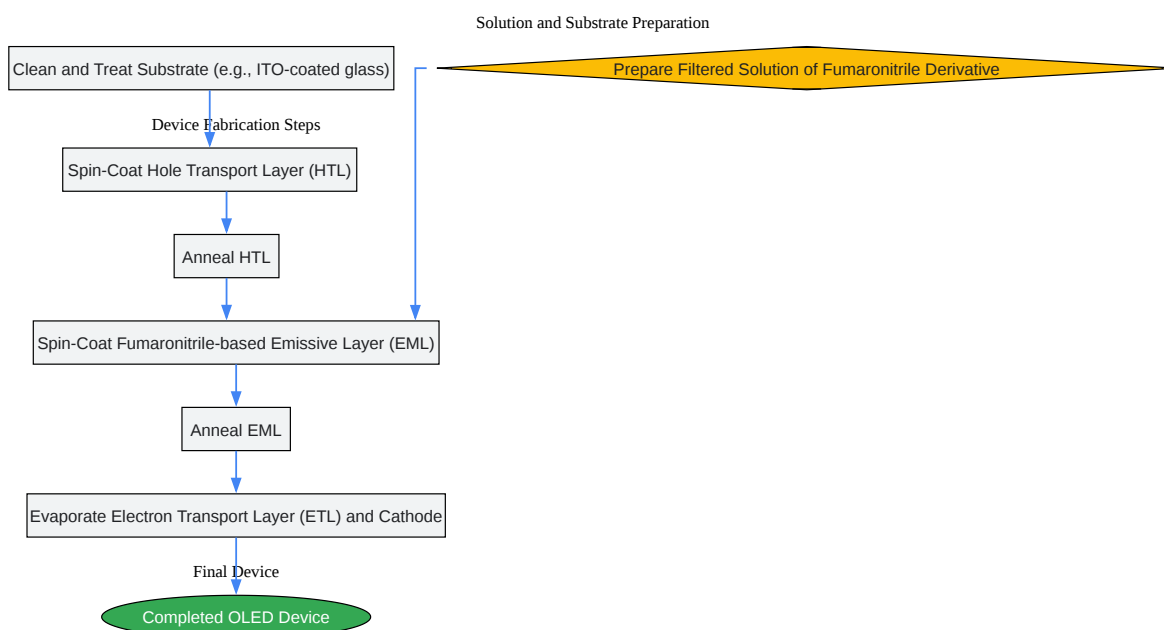 Solution and Substrate Preparation
Clean and Treat Substrate (e.g., ITO-coated glass)
Prepare Filtered Solution of Fumaronitrile Derivative
Device Fabrication Steps
Spin-Coat Hole Transport Layer (HTL)
Anneal HTL
Spin-Coat Fumaronitrile-based Emissive Layer (EML)
Anneal EML
Evaporate Electron Transport Layer (ETL) and Cathode
Final Device
Completed OLED Device